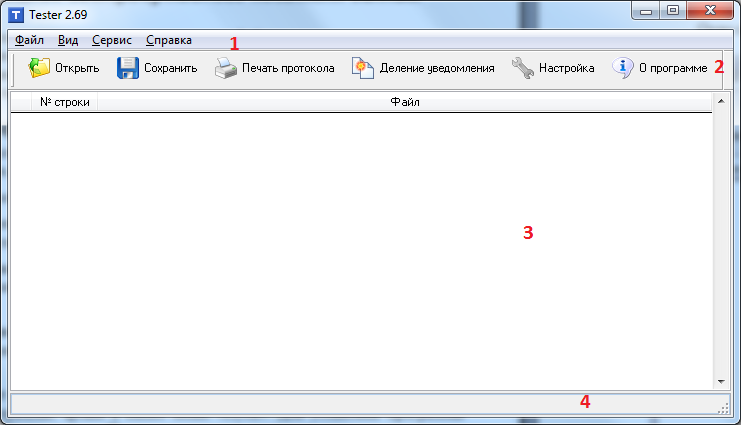 T Tester 2.69
Файл Вид Сервис Справка 1
Открыть Сохранить Печать протокола Деление уведомления Настройка О программе 2
№ строки Файл
3
4